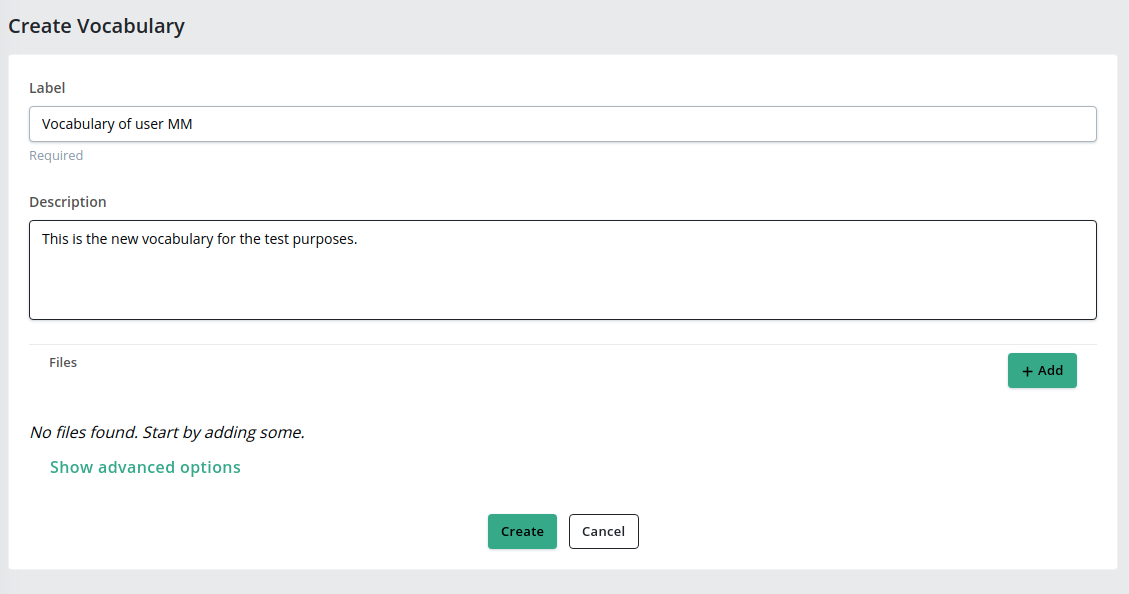 Create Vocabulary
Label
Vocabulary of user MM
Required
Description
This is the new vocabulary for the test purposes.
Files
+ Add
No files found. Start by adding some.
Show advanced options
Create
Cancel